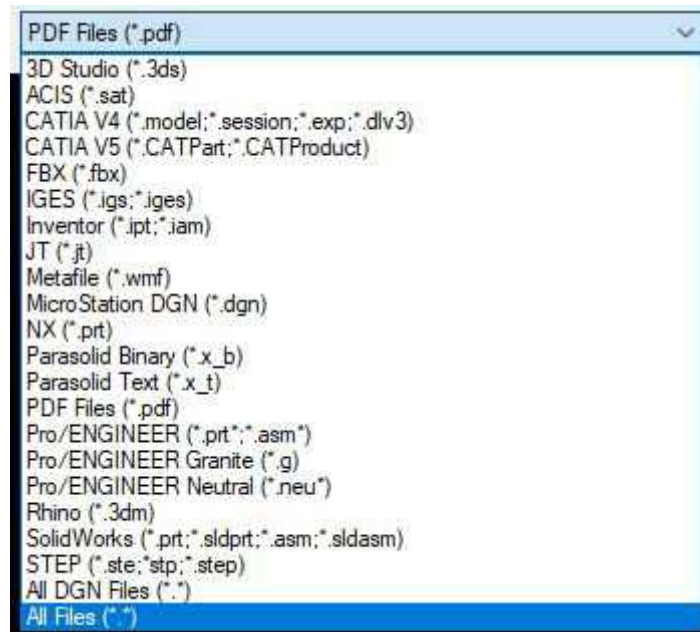 PDF Files (*.pdf)
3D Studio (*.3ds)
ACIS (*.sat)
CATIA V4 (*.model;*.session;*.exp;*.dlv3)
CATIA V5 (*.CATPart;*.CATProduct)
FBX (*.fbx)
IGES (*.igs;*.iges)
Inventor (*.ipt;*.iam)
JT (*.jt)
Metafile (*.wmf)
MicroStation DGN (*.dgn)
NX (*.prt)
Parasolid Binary (*.x_b)
Parasolid Text (*.x_t)
PDF Files (*.pdf)
Pro/ENGINEER (*.prt*;*.asm*)
Pro/ENGINEER Granite (*.g)
Pro/ENGINEER Neutral (*.neu*)
Rhino (*.3dm)
SolidWorks (*.prt;*.sldprt;*.asm;*.sldasm)
STEP (*.ste;*stp;*.step)
All DGN Files (*.*)
All Files (*.*)